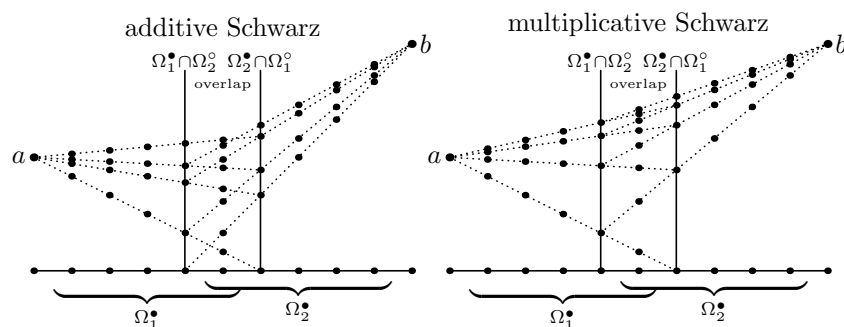 additive Schwarz
Ω₁•∩Ω₂° Ω₂•∩Ω₁°
overlap
a
b
Ω₁•
Ω₂•
multiplicative Schwarz
Ω₁•∩Ω₂° Ω₂•∩Ω₁°
overlap
a
b
Ω₁•
Ω₂•